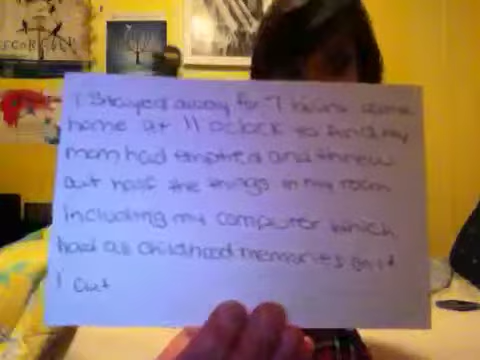 I stayed away for 7 hours came
home at 11 oclock to find my
mom had emptied and threw
out half the things in my room
including my computer which
had all childhood memories on it
I cut